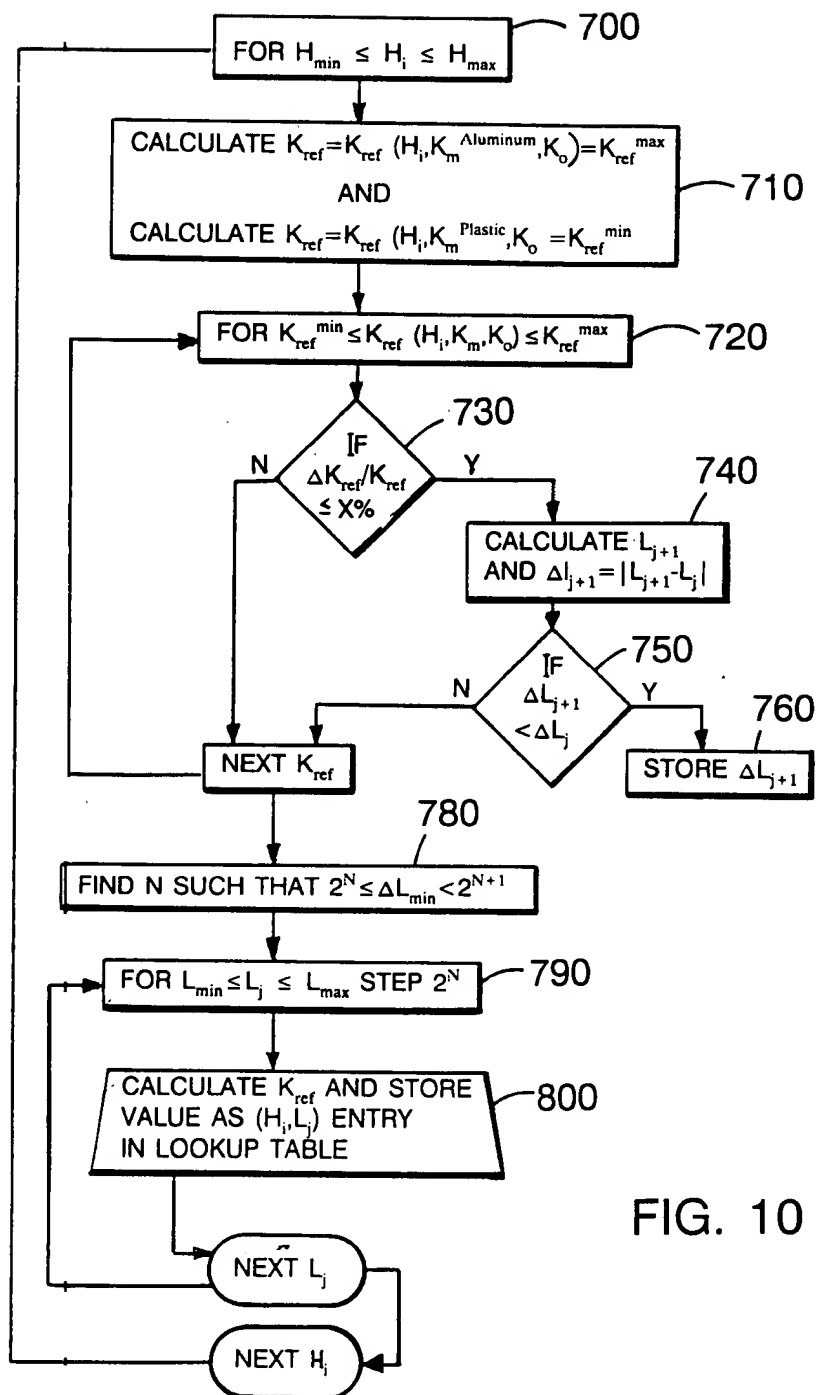 700
FOR H_min ≤ H_i ≤ H_max
CALCULATE K_ref=K_ref (H_i,K_m^Aluminum,K_o)=K_ref^max
AND
CALCULATE K_ref=K_ref (H_i,K_m^Plastic,K_o =K_ref^min
710
FOR K_ref^min≤K_ref (H_i,K_m,K_o)≤K_ref^max
720
730
IF
ΔK_ref/K_ref
≤ X%
N
Y
740
CALCULATE L_j+1
AND Δl_j+1=|L_j+1-L_j|
750
IF
ΔL_j+1
<ΔL_j
N
Y
760
STORE ΔL_j+1
NEXT K_ref
780
FIND N SUCH THAT 2^N≤ΔL_min<2^N+1
790
FOR L_min≤L_j≤ L_max STEP 2^N
CALCULATE K_ref AND STORE
VALUE AS (H_i,L_j) ENTRY
IN LOOKUP TABLE
800
NEXT L_j
NEXT H_i
FIG. 10